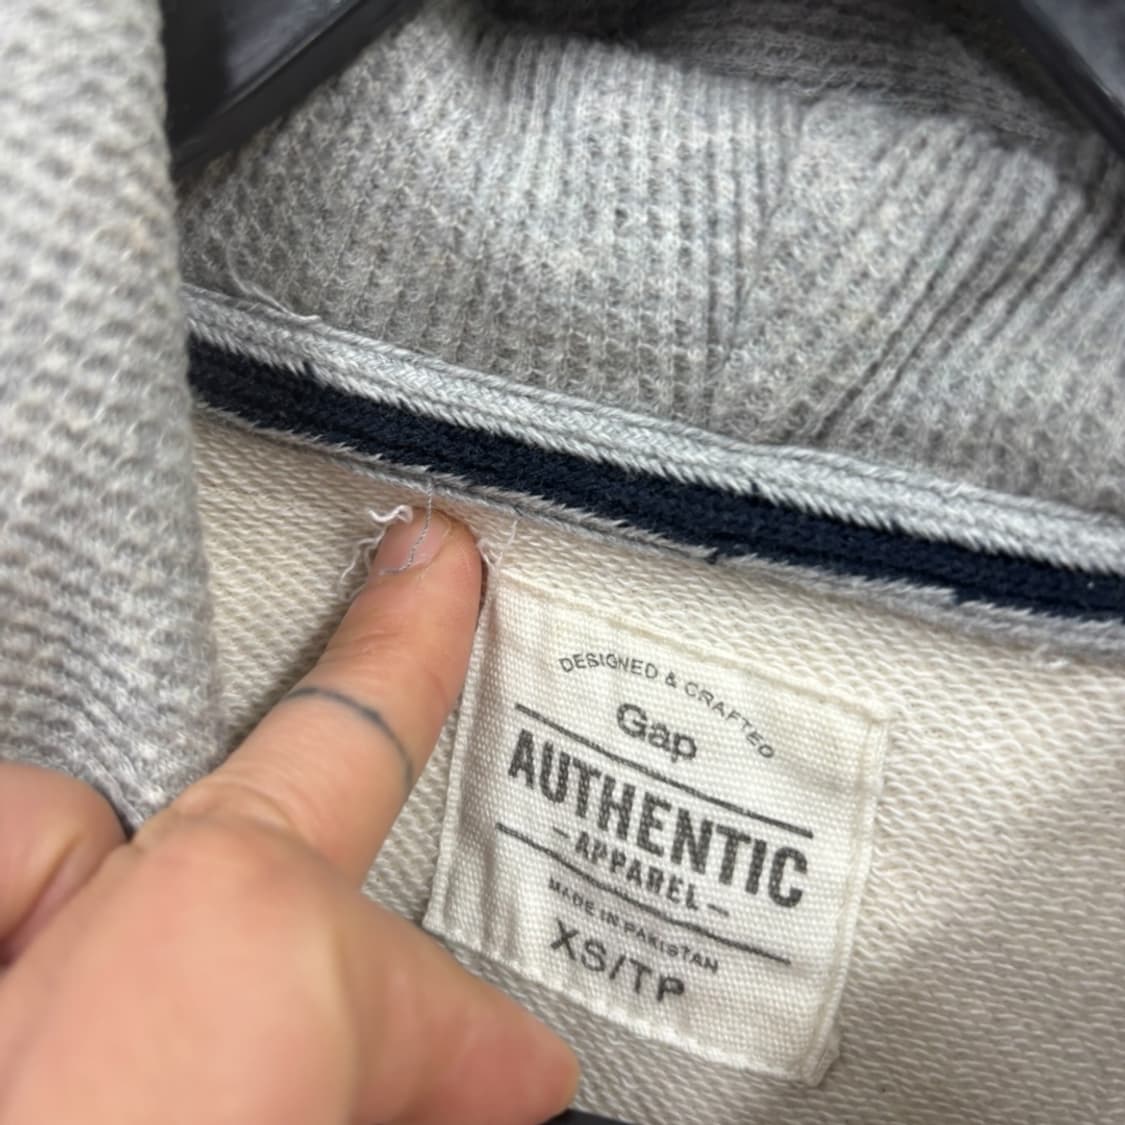 DESIGNED & CRAFTED
Gap
AUTHENTIC
-APPAREL-
MADE IN PAKISTAN
XS/TP